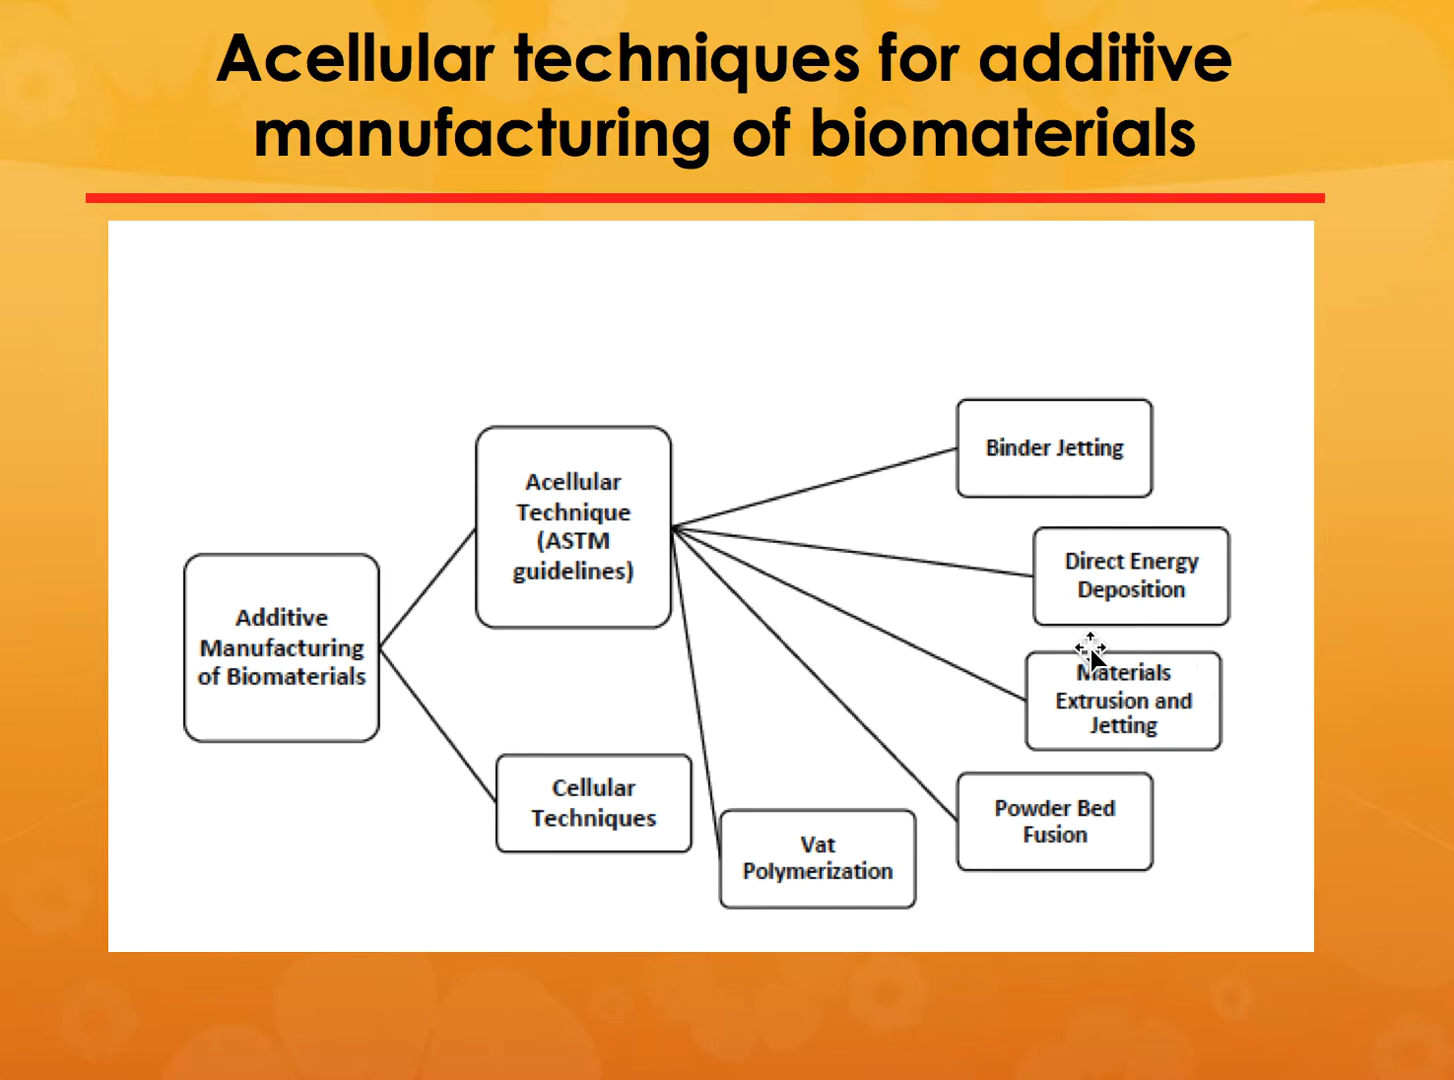 Acellular techniques for additive
manufacturing of biomaterials
Additive
Manufacturing
of Biomaterials
Acellular
Technique
(ASTM
guidelines)
Cellular
Techniques
Binder Jetting
Direct Energy
Deposition
Materials
Extrusion and
Jetting
Powder Bed
Fusion
Vat
Polymerization